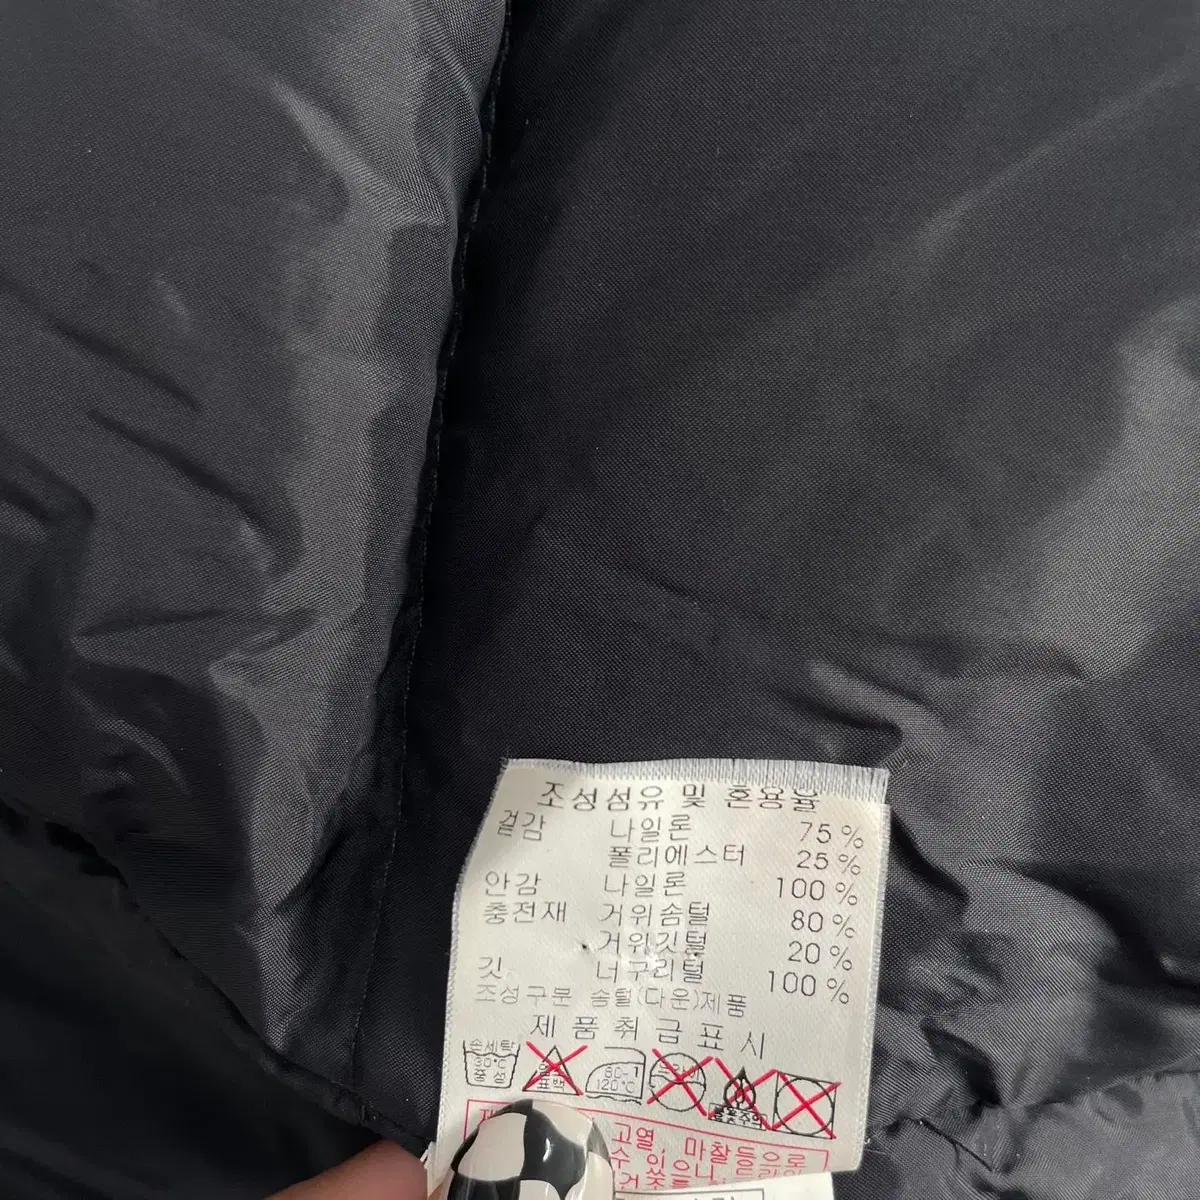 조성섬유 및 혼용율
겉감 나일론 75%
폴리에스터 25%
안감 나일론 100%
충전재 거위솜털 80%
거위깃털 20%
깃 너구리털 100%
조성구분 솜털(다운)제품
제품취급표시
손세탁 30°C 중성
표백
80-120°C
고열, 마찰등으로
수 있으니